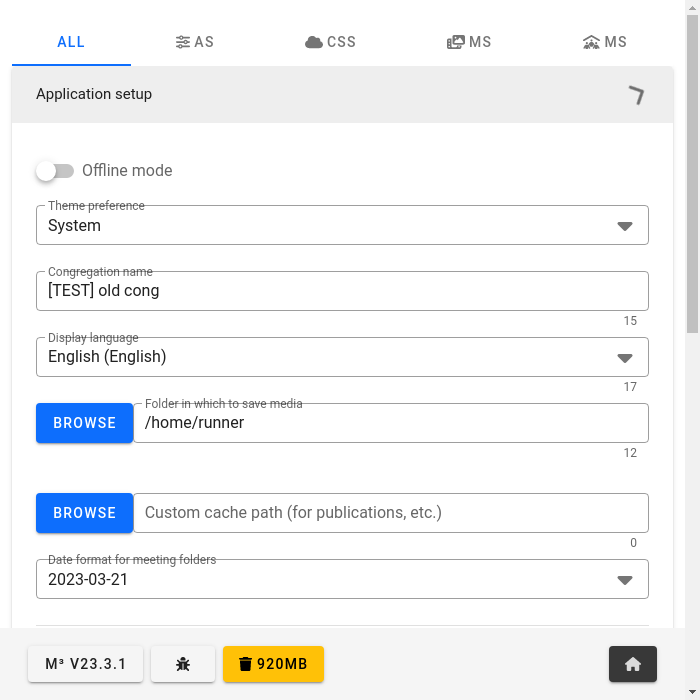 ALL
AS
CSS
MS
MS
Application setup
Offline mode
Theme preference
System
Congregation name
[TEST] old cong
15
Display language
English (English)
17
BROWSE
Folder in which to save media
/home/runner
12
BROWSE
Custom cache path (for publications, etc.)
0
Date format for meeting folders
2023-03-21
M³ V23.3.1
920MB